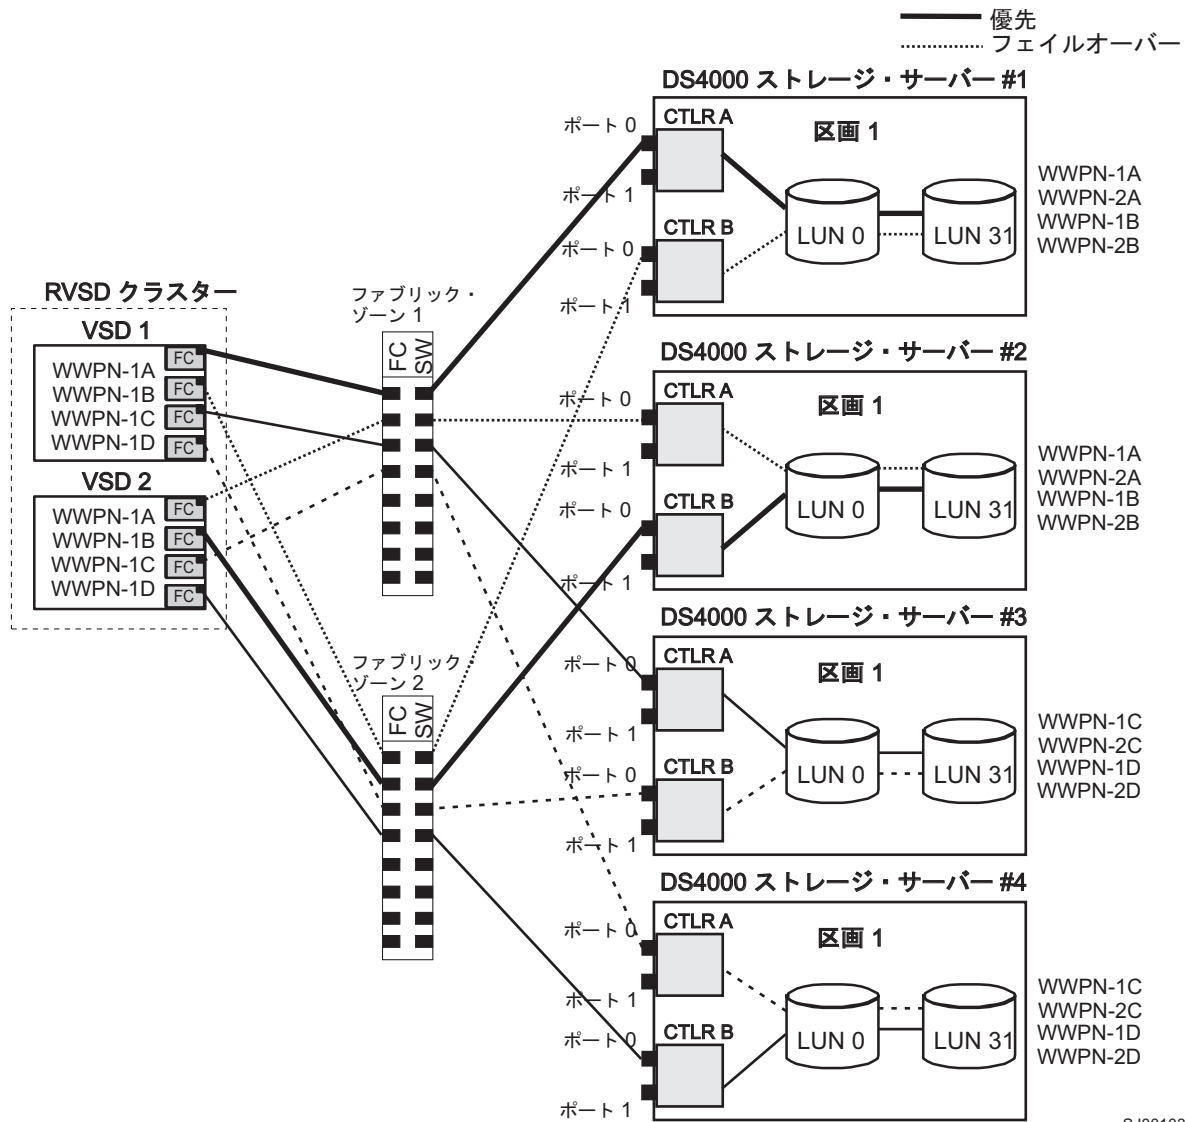 優先
フェイルオーバー
DS4000 ストレージ・サーバー #1
ポート 0
CTLR A
区画 1
ポート 1
CTLR B
ポート 0
ポート 1
LUN 0
LUN 31
WWPN-1A
WWPN-2A
WWPN-1B
WWPN-2B
RVSD クラスター
VSD 1
WWPN-1A
WWPN-1B
WWPN-1C
WWPN-1D
FC
FC
FC
FC
VSD 2
WWPN-1A
WWPN-1B
WWPN-1C
WWPN-1D
FC
FC
FC
FC
ファブリック・
ゾーン 1
FC
SW
DS4000 ストレージ・サーバー #2
CTLR A
区画 1
ポート 0
ポート 1
CTLR B
ポート 0
ポート 1
LUN 0
LUN 31
WWPN-1A
WWPN-2A
WWPN-1B
WWPN-2B
ファブリック・
ゾーン 2
FC
SW
DS4000 ストレージ・サーバー #3
CTLR A
区画 1
ポート 0
ポート 1
CTLR B
ポート 0
ポート 1
LUN 0
LUN 31
WWPN-1C
WWPN-2C
WWPN-1D
WWPN-2D
DS4000 ストレージ・サーバー #4
CTLR A
区画 1
ポート 0
ポート 1
CTLR B
ポート 0
ポート 1
LUN 0
LUN 31
WWPN-1C
WWPN-2C
WWPN-1D
WWPN-2D